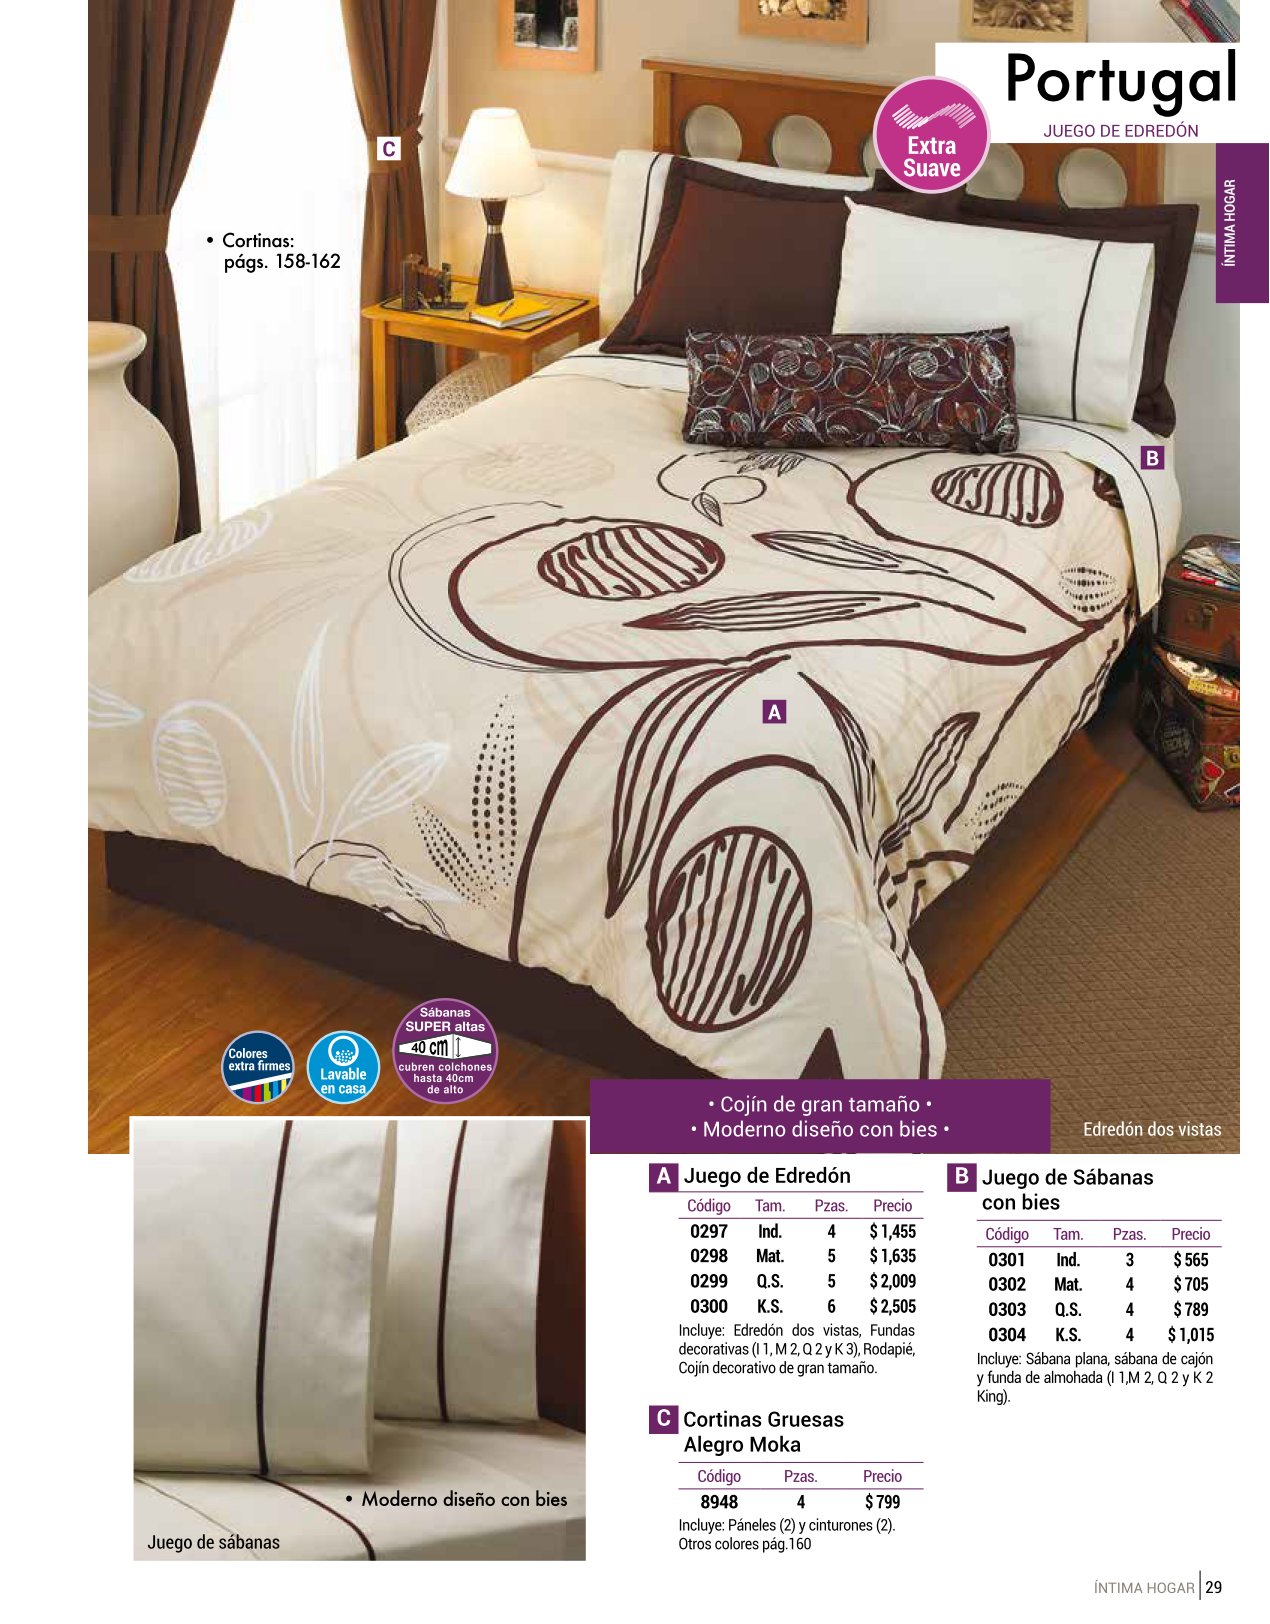 Portugal
JUEGO DE EDREDÓN
Extra
Suave
ÍNTIMA HOGAR
C
• Cortinas:
págs. 158-162
B
A
Colores
extra firmes
Lavable
en casa
Sábanas
SUPER altas
40 cm
cubren colchones
hasta 40cm
de alto
• Cojín de gran tamaño •
• Moderno diseño con bies •
Edredón dos vistas
A Juego de Edredón
Código Tam. Pzas. Precio
0297 Ind. 4 $ 1,455
0298 Mat. 5 $ 1,635
0299 Q.S. 5 $ 2,009
0300 K.S. 6 $ 2,505
Incluye: Edredón dos vistas, Fundas
decorativas (I 1, M 2, Q 2 y K 3), Rodapié,
Cojín decorativo de gran tamaño.
B Juego de Sábanas
con bies
Código Tam. Pzas. Precio
0301 Ind. 3 $ 565
0302 Mat. 4 $ 705
0303 Q.S. 4 $ 789
0304 K.S. 4 $ 1,015
Incluye: Sábana plana, sábana de cajón
y funda de almohada (I 1,M 2, Q 2 y K 2
King).
C Cortinas Gruesas
Alegro Moka
Código Pzas. Precio
8948 4 $ 799
Incluye: Páneles (2) y cinturones (2).
Otros colores pág.160
• Moderno diseño con bies
Juego de sábanas
ÍNTIMA HOGAR 29